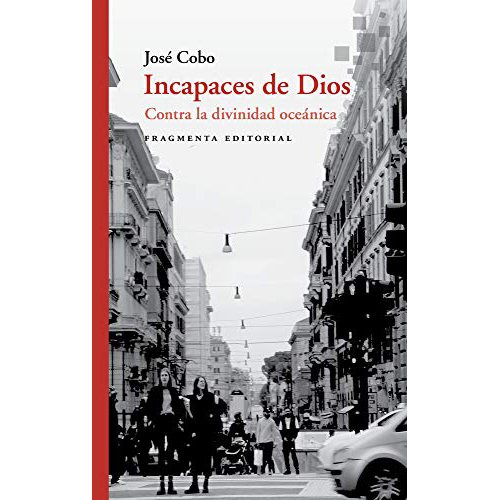 José Cobo
Incapaces de Dios
Contra la divinidad oceánica
FRAGMENTA EDITORIAL